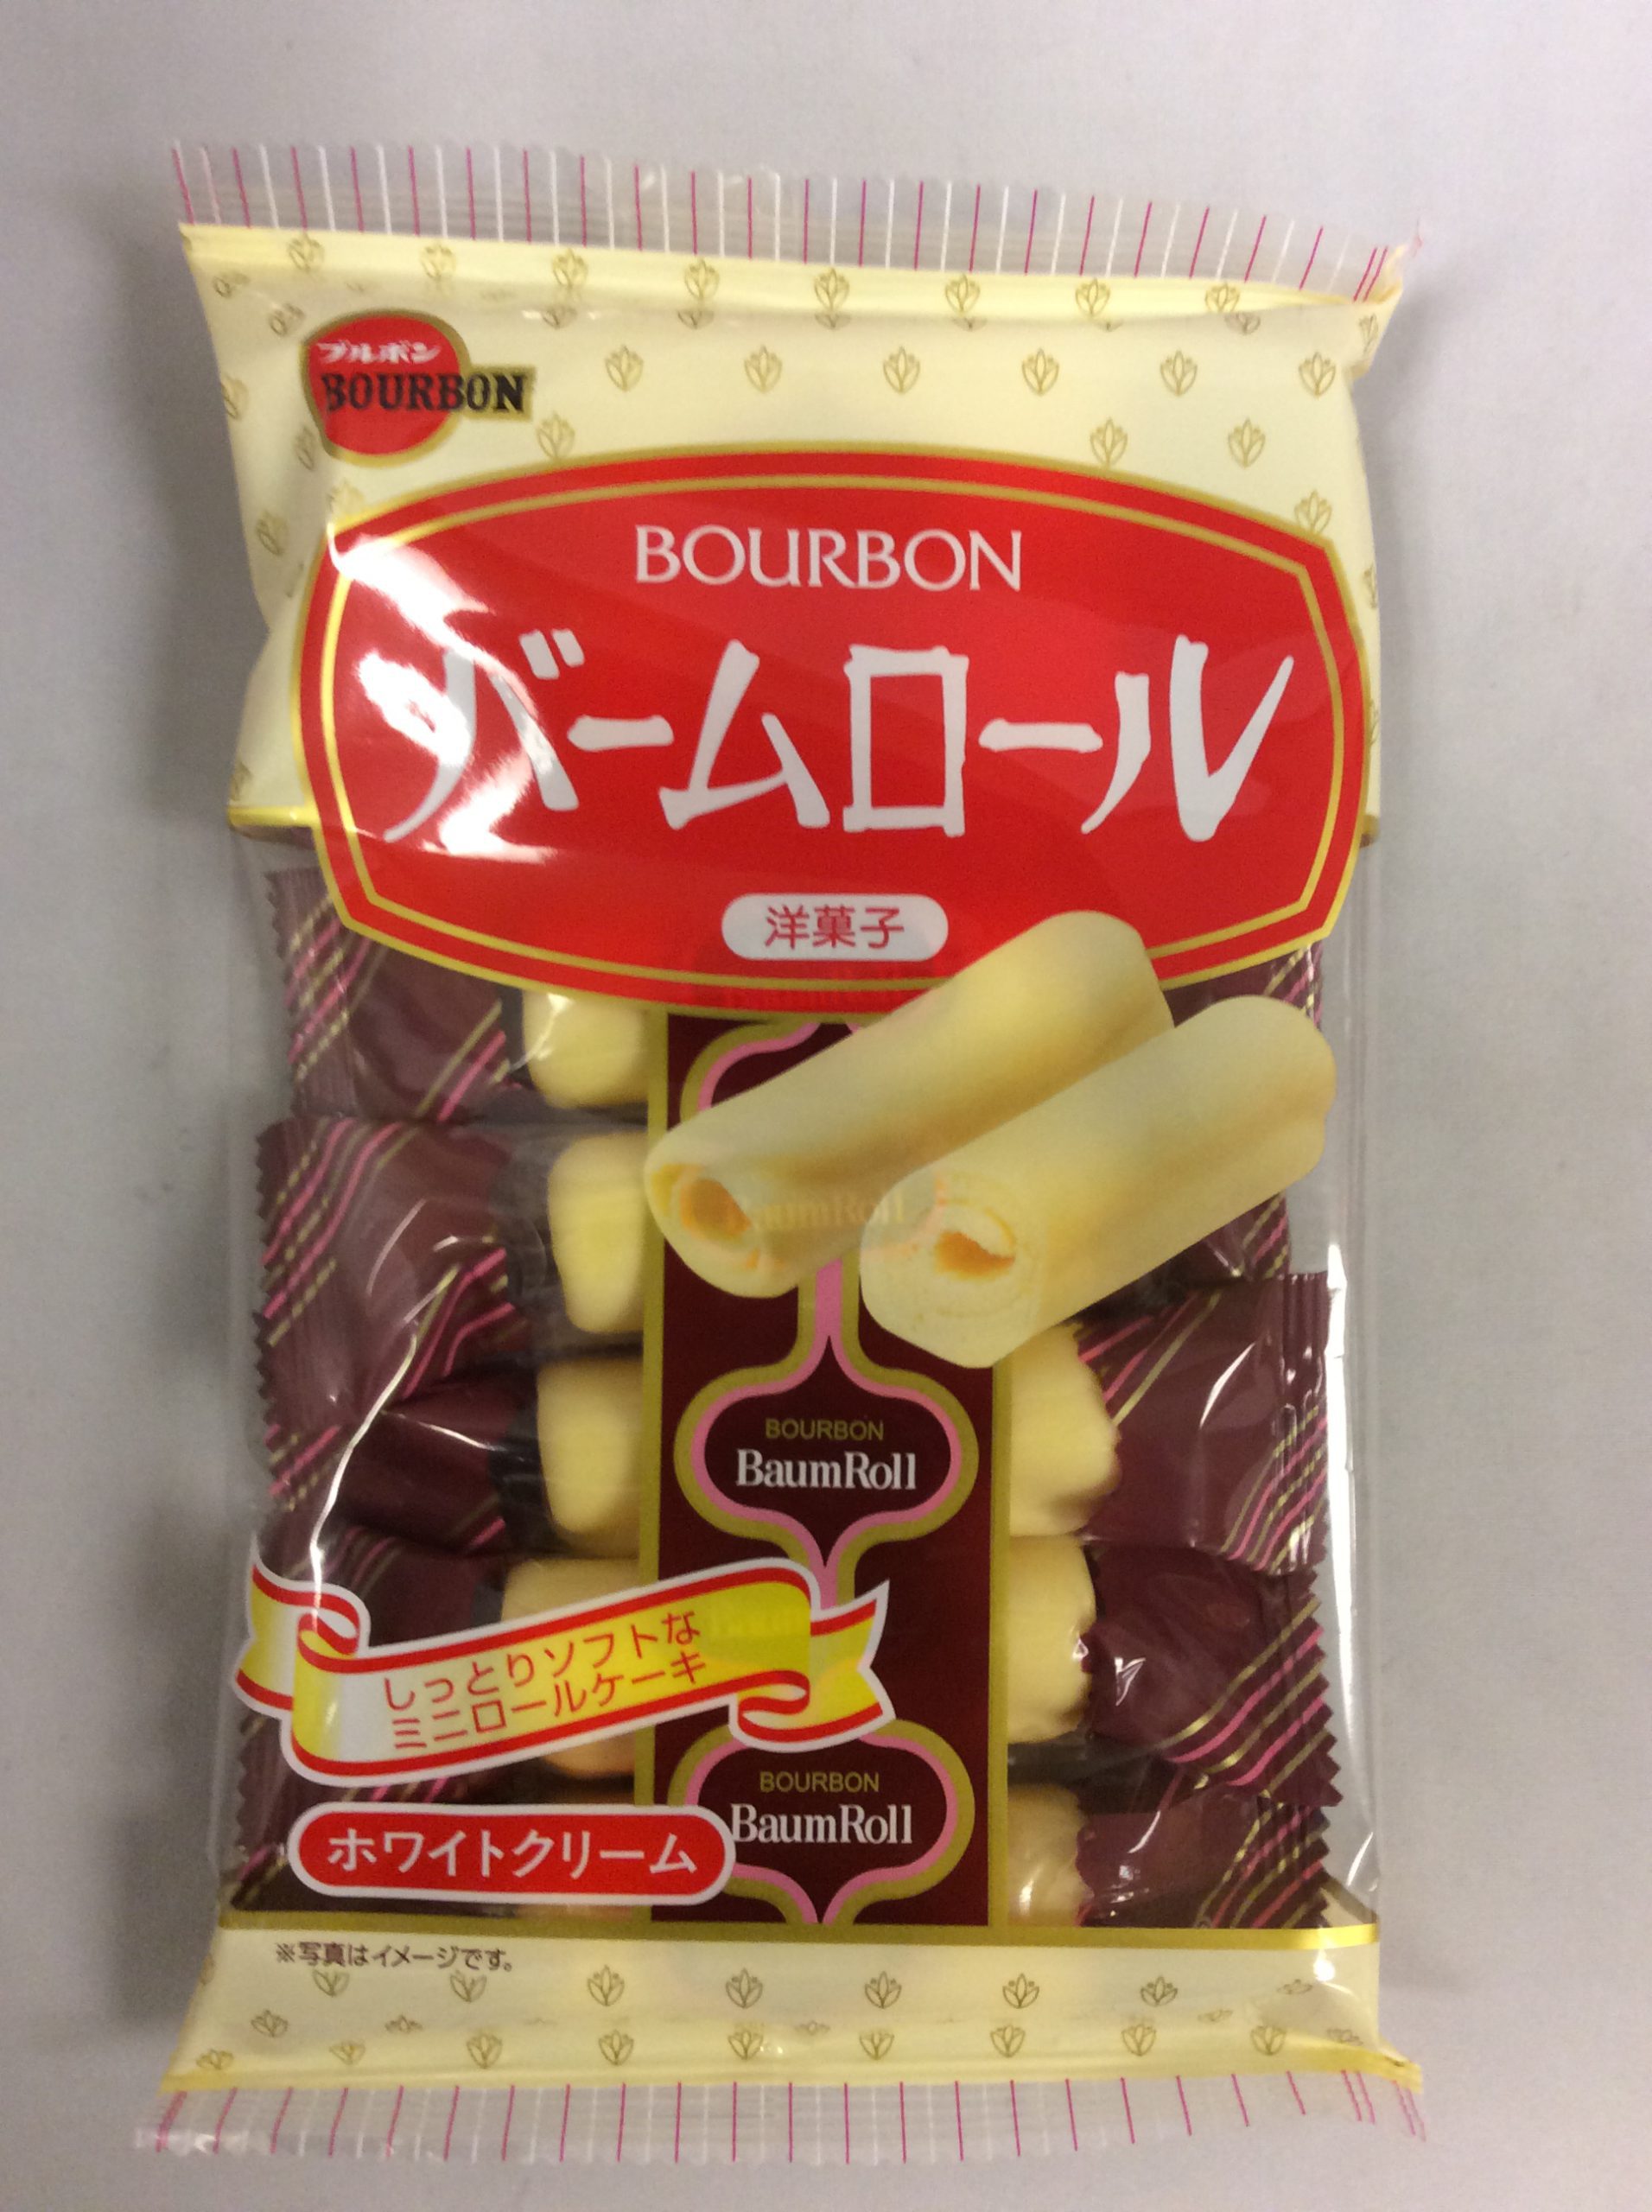 ブルボン
BOURBON
BOURBON
バームロール
洋菓子
BaumRoll
BOURBON
BaumRoll
しっとりソフトな
ミニロールケーキ
BOURBON
BaumRoll
ホワイトクリーム
※写真はイメージです。